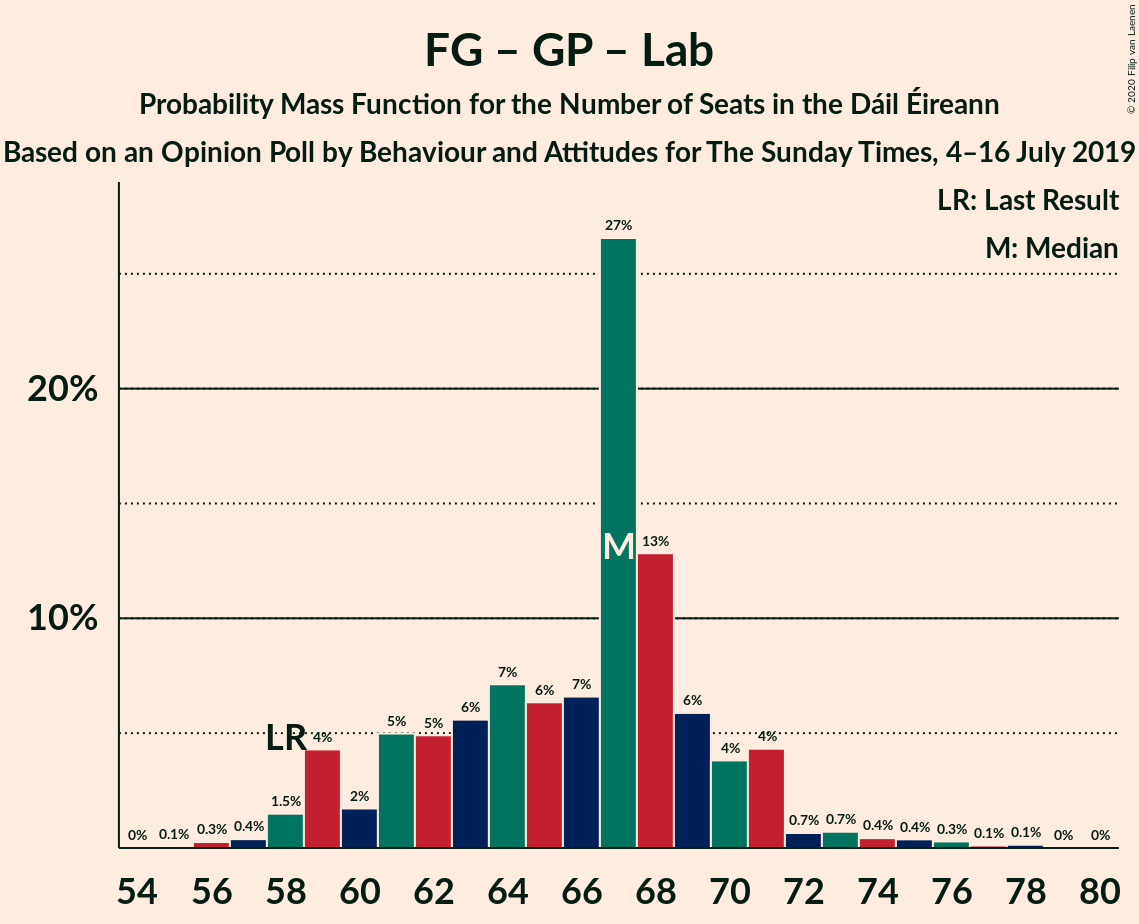 FG – GP – Lab
Probability Mass Function for the Number of Seats in the Dáil Éireann
Based on an Opinion Poll by Behaviour and Attitudes for The Sunday Times, 4–16 July 2019
© 2020 Filip van Laenen
LR: Last Result
M: Median
20%
10%
0% 0.1% 0.3% 0.4% 1.5% 4% 2% 5% 5% 6% 7% 6% 7% 27% 13% 6% 4% 4% 0.7% 0.7% 0.4% 0.4% 0.3% 0.1% 0.1% 0% 0%
LR
M
54 56 58 60 62 64 66 68 70 72 74 76 78 80